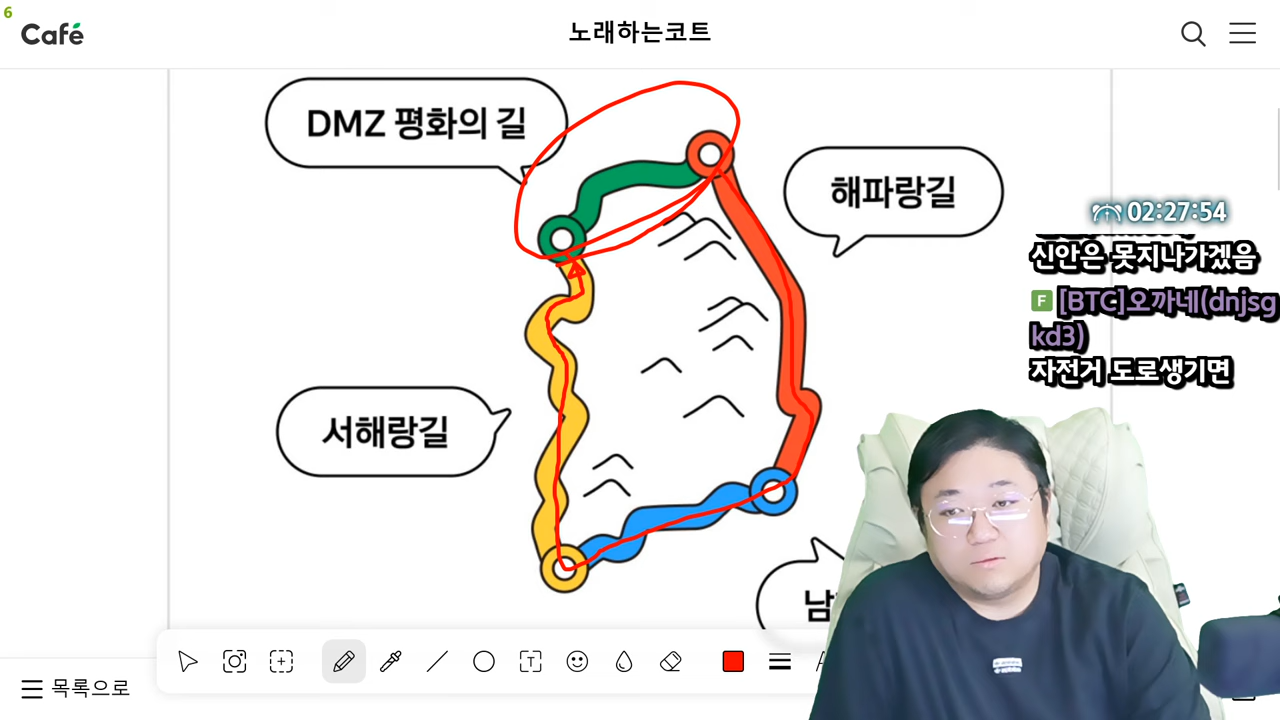 6
Café
노래하는코트
DMZ 평화의 길
해파랑길
02:27:54
신안은 못지나가겠음
F [BTC]오까네(dnjsg
kd3)
자전거 도로생기면
서해랑길
남
T
목록으로